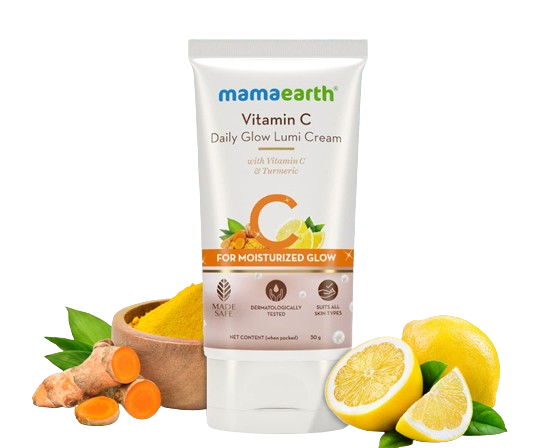 mamaearth®
Vitamin C
Daily Glow Lumi Cream
with Vitamin C
& Turmeric
C
FOR MOISTURIZED GLOW
MADE
SAFE
DERMATOLOGICALLY
TESTED
SUITS ALL
SKIN TYPES
NET CONTENT (when packed) 30 g